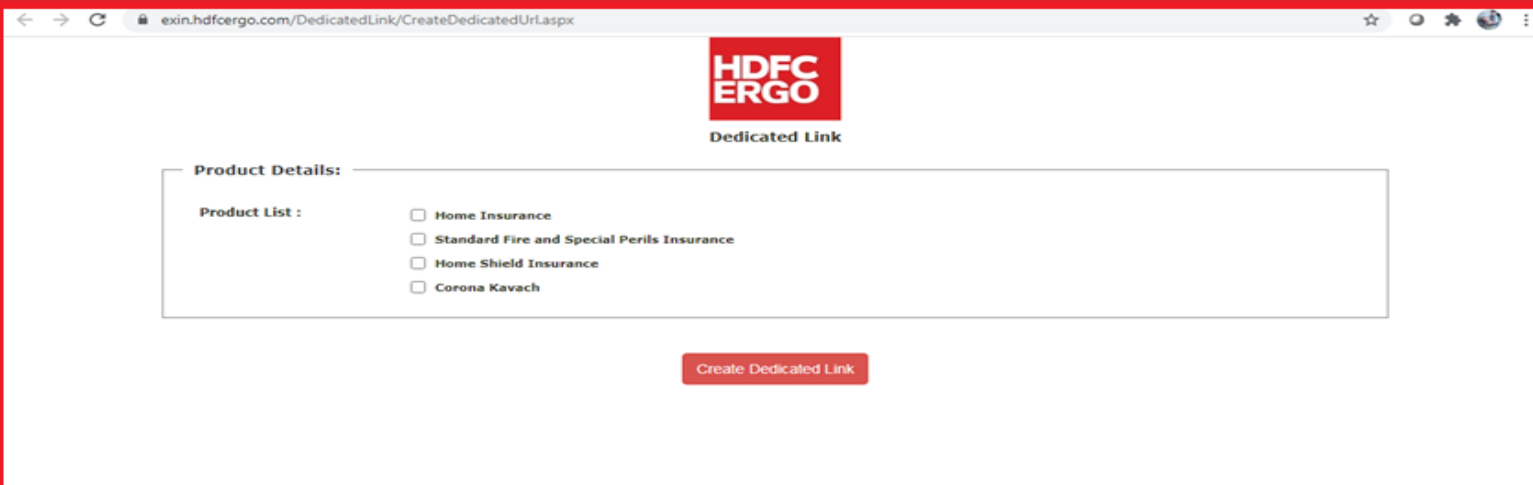 exin.hdfcergo.com/DedicatedLink/CreateDedicatedUrl.aspx
HDFC
ERGO
Dedicated Link
Product Details:
Product List :
Home Insurance
Standard Fire and Special Perils Insurance
Home Shield Insurance
Corona Kavach
Create Dedicated Link